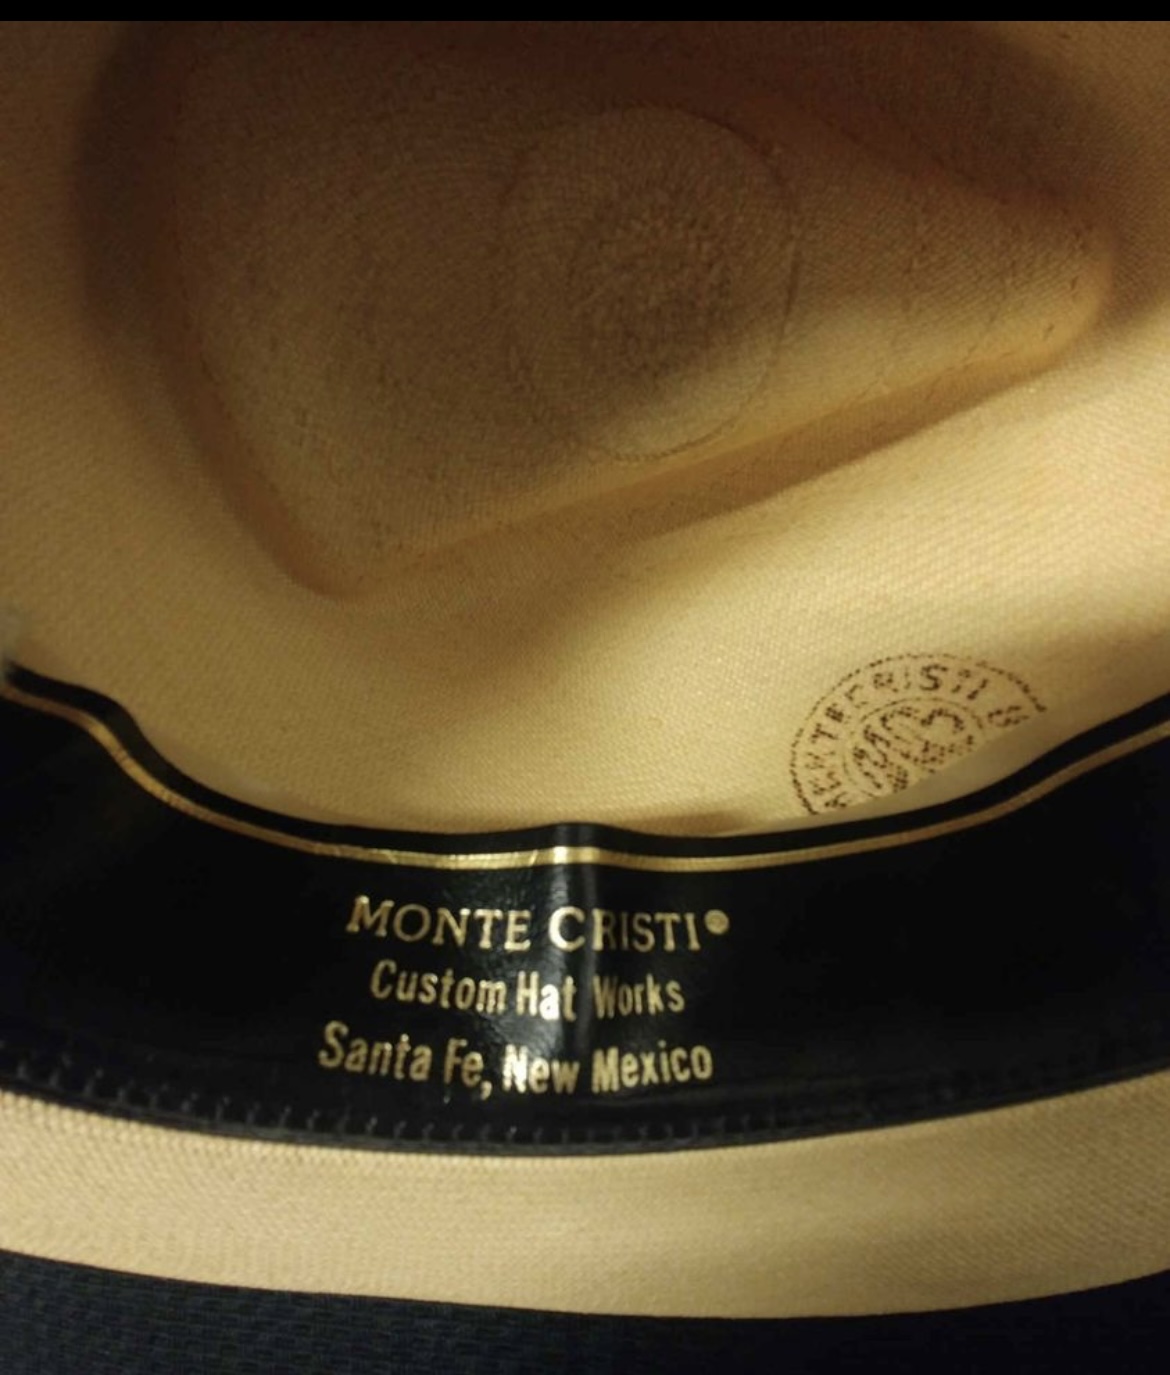 MONTE CRISTI®
Custom Hat Works
Santa Fe, New Mexico